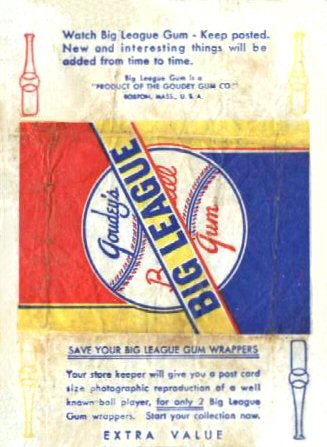 Watch Big League Gum - Keep posted.
New and interesting things will be
added from time to time.
Big League Gum is a
"PRODUCT OF THE GOUDEY GUM CO."
BOSTON, MASS., U. S. A.
Goudey's
Ball
Gum
BIG LEAGUE
SAVE YOUR BIG LEAGUE GUM WRAPPERS
Your store keeper will give you a post card
size photographic reproduction of a well
known ball player, for only 2 Big League
Gum wrappers. Start your collection now.
EXTRA VALUE